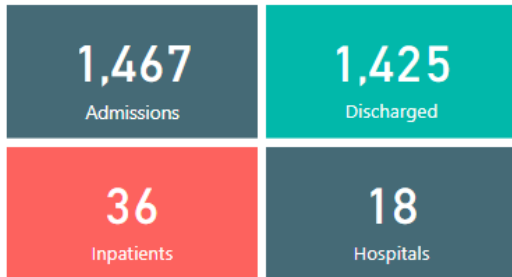 1,467
Admissions
1,425
Discharged
36
Inpatients
18
Hospitals